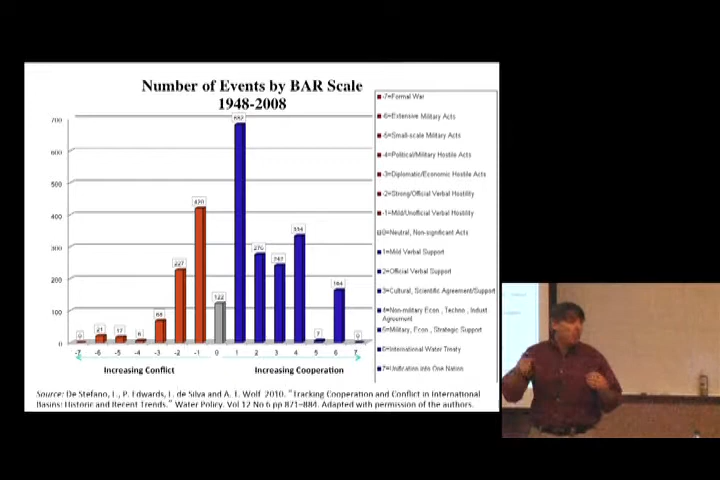 Number of Events by BAR Scale
1948-2008
700
600
500
400
300
200
100
0
0
21
17
6
68
227
420
122
682
276
334
7
164
0
-7
-6
-5
-4
-3
-2
-1
0
1
2
3
4
5
6
7
Increasing Conflict
Increasing Cooperation
-7=Formal War
-6=Extensive Military Acts
-5=Small-scale Military Acts
-4=Political/Military Hostile Acts
-3=Diplomatic/Economic Hostile Acts
-2=Strong/Official Verbal Hostility
-1=Mild/Unofficial Verbal Hostility
0=Neutral, Non-significant Acts
1=Mild Verbal Support
2=Official Verbal Support
3=Cultural, Scientific Agreement/Support
4=Non-military Econ., Techno., Indust
Agreement
5=Military, Econ., Strategic Support
6=International Water Treaty
7=Unification into One Nation
Source: De Stefano, L., P. Edwards, L. de Silva and A. T. Wolf. 2010. "Tracking Cooperation and Conflict in International
Basins: Historic and Recent Trends." Water Policy. Vol 12 No 6 pp 871-884. Adapted with permission of the authors.